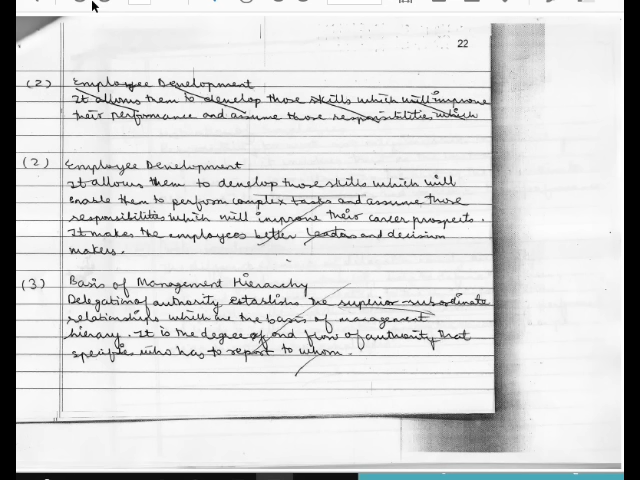 22
(2) Employee Development
It allows them to develop those skills which will improve
their performance and assume those responsibilities which
(2) Employee Development
It allows them to develop those skills which will
enable them to perform complex tasks and assume those
responsibilities which will improve their career prospects.
It makes the employees better leaders and decision
makers.
(3) Basis of Management Hierarchy
Delegation of authority establishes the superior-subordinate
relationships which are the basis of management
hierary. It is the degree of and flow of authority that
specifies who has to report to whom.